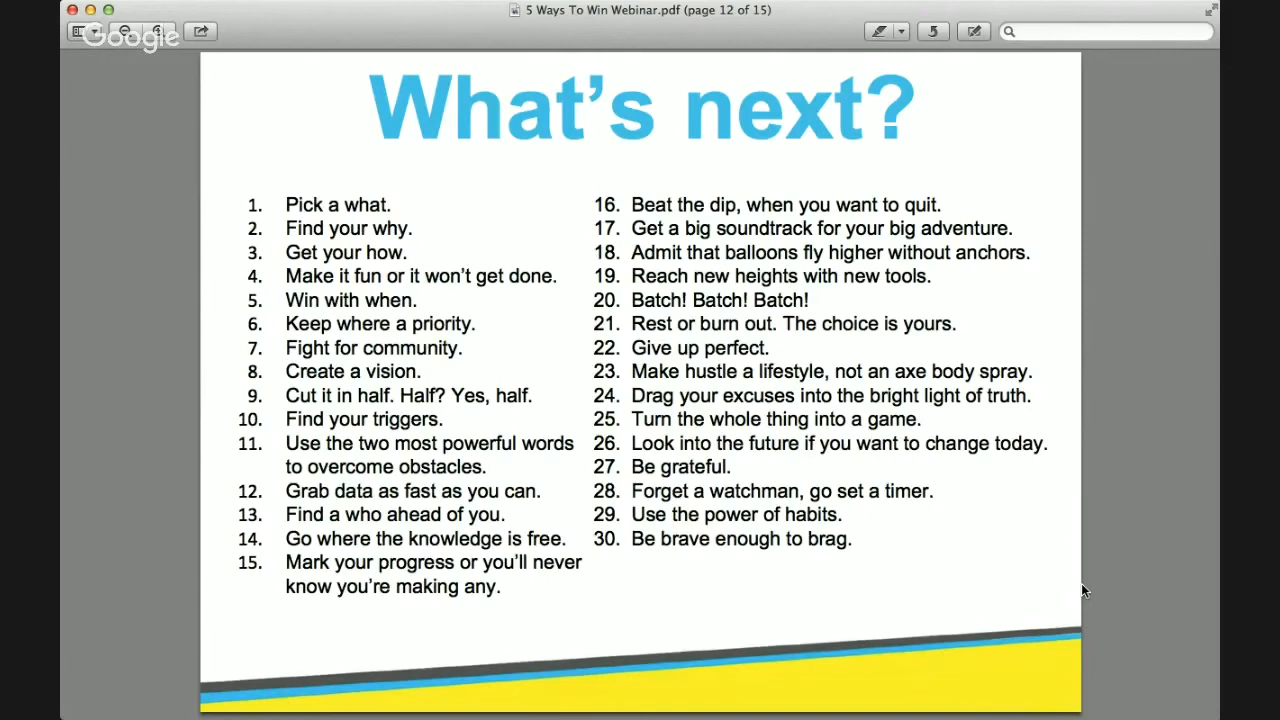 5 Ways To Win Webinar.pdf (page 12 of 15)
Google
What's next?
1. Pick a what.
2. Find your why.
3. Get your how.
4. Make it fun or it won't get done.
5. Win with when.
6. Keep where a priority.
7. Fight for community.
8. Create a vision.
9. Cut it in half. Half? Yes, half.
10. Find your triggers.
11. Use the two most powerful words
to overcome obstacles.
12. Grab data as fast as you can.
13. Find a who ahead of you.
14. Go where the knowledge is free.
15. Mark your progress or you'll never
know you're making any.
16. Beat the dip, when you want to quit.
17. Get a big soundtrack for your big adventure.
18. Admit that balloons fly higher without anchors.
19. Reach new heights with new tools.
20. Batch! Batch! Batch!
21. Rest or burn out. The choice is yours.
22. Give up perfect.
23. Make hustle a lifestyle, not an axe body spray.
24. Drag your excuses into the bright light of truth.
25. Turn the whole thing into a game.
26. Look into the future if you want to change today.
27. Be grateful.
28. Forget a watchman, go set a timer.
29. Use the power of habits.
30. Be brave enough to brag.